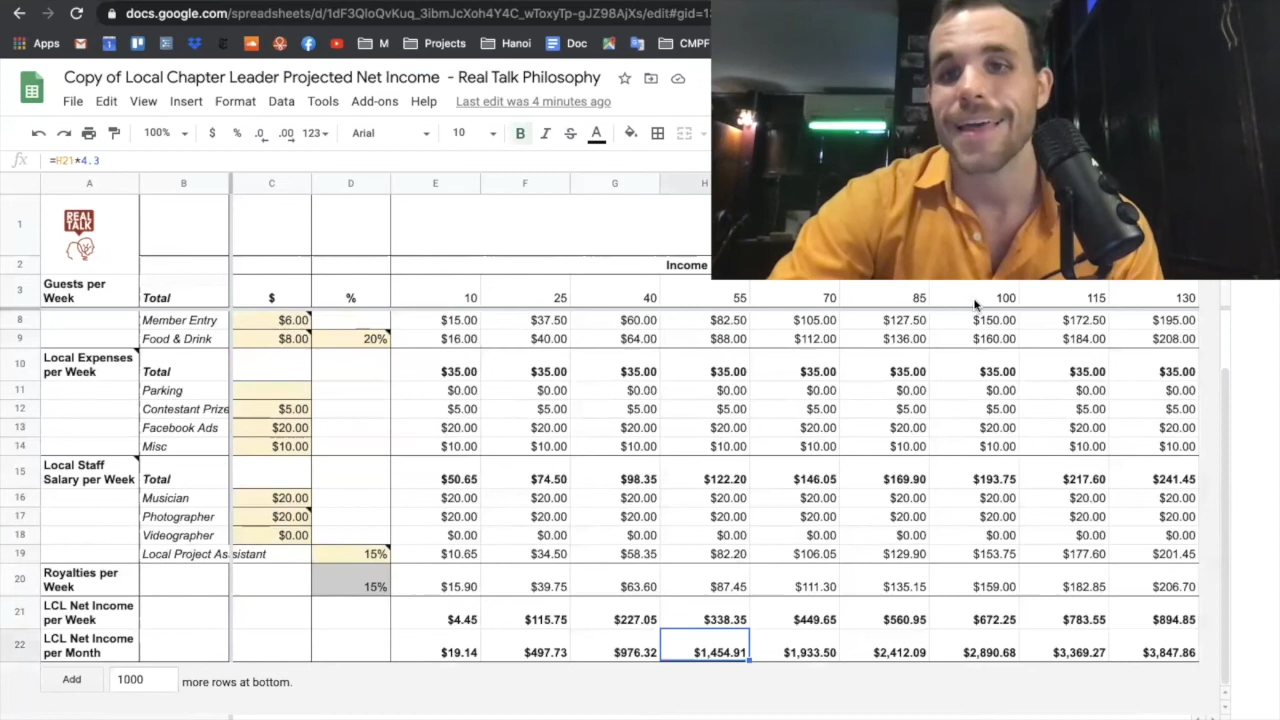 docs.google.com/spreadsheets/d/1dF3QloQvKuq_3ibmJcXoh4Y4C_wToxyTp-gJZ98AjXs/edit#gid=1
Apps M Projects Hanoi Doc CMPF
Copy of Local Chapter Leader Projected Net Income - Real Talk Philosophy
File Edit View Insert Format Data Tools Add-ons Help Last edit was 4 minutes ago
100% $ % .0 .00 123 Arial 10 B I S A
fx =H21*4.3
A B C D E F G H
1 REAL TALK
2 Income
3 Guests per Week Total $ % 10 25 40 55 70 85 100 115 130
8 Member Entry $6.00 $15.00 $37.50 $60.00 $82.50 $105.00 $127.50 $150.00 $172.50 $195.00
9 Food & Drink $8.00 20% $16.00 $40.00 $64.00 $88.00 $112.00 $136.00 $160.00 $184.00 $208.00
10 Local Expenses per Week Total $35.00 $35.00 $35.00 $35.00 $35.00 $35.00 $35.00 $35.00 $35.00
11 Parking $0.00 $0.00 $0.00 $0.00 $0.00 $0.00 $0.00 $0.00 $0.00
12 Contestant Prize $5.00 $5.00 $5.00 $5.00 $5.00 $5.00 $5.00 $5.00 $5.00 $5.00
13 Facebook Ads $20.00 $20.00 $20.00 $20.00 $20.00 $20.00 $20.00 $20.00 $20.00 $20.00
14 Misc $10.00 $10.00 $10.00 $10.00 $10.00 $10.00 $10.00 $10.00 $10.00 $10.00
15 Local Staff Salary per Week Total $50.65 $74.50 $98.35 $122.20 $146.05 $169.90 $193.75 $217.60 $241.45
16 Musician $20.00 $20.00 $20.00 $20.00 $20.00 $20.00 $20.00 $20.00 $20.00 $20.00
17 Photographer $20.00 $20.00 $20.00 $20.00 $20.00 $20.00 $20.00 $20.00 $20.00 $20.00
18 Videographer $0.00 $0.00 $0.00 $0.00 $0.00 $0.00 $0.00 $0.00 $0.00 $0.00
19 Local Project Assistant 15% $10.65 $34.50 $58.35 $82.20 $106.05 $129.90 $153.75 $177.60 $201.45
20 Royalties per Week 15% $15.90 $39.75 $63.60 $87.45 $111.30 $135.15 $159.00 $182.85 $206.70
21 LCL Net Income per Week $4.45 $115.75 $227.05 $338.35 $449.65 $560.95 $672.25 $783.55 $894.85
22 LCL Net Income per Month $19.14 $497.73 $976.32 $1,454.91 $1,933.50 $2,412.09 $2,890.68 $3,369.27 $3,847.86
Add 1000 more rows at bottom.